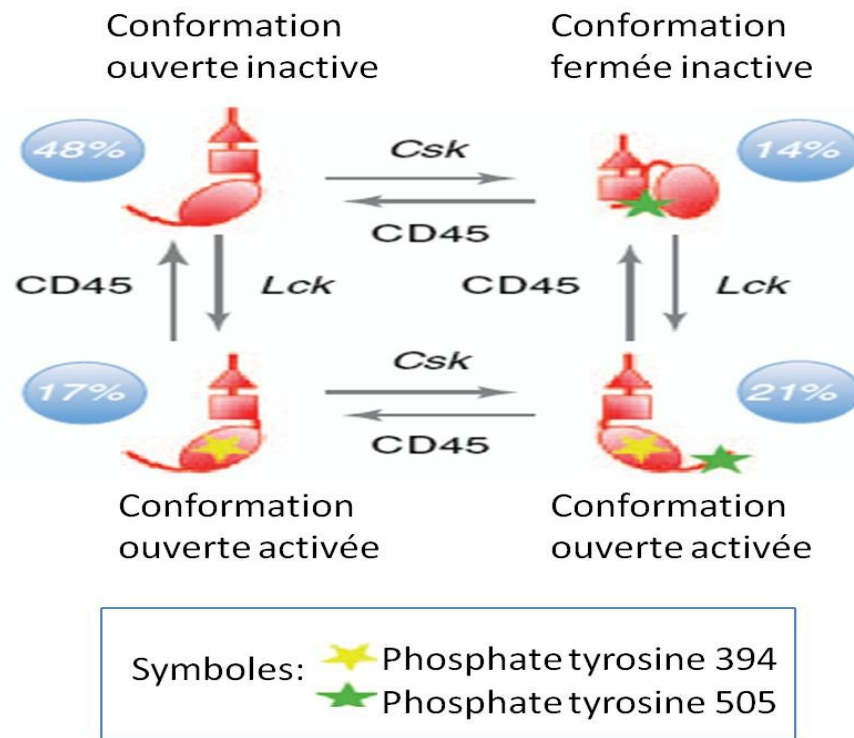 Conformation
ouverte inactive
Conformation
fermée inactive
48%
Csk
14%
CD45
CD45
Lck
CD45
Lck
17%
Csk
21%
CD45
Conformation
ouverte activée
Conformation
ouverte activée
Symboles:
Phosphate tyrosine 394
Phosphate tyrosine 505